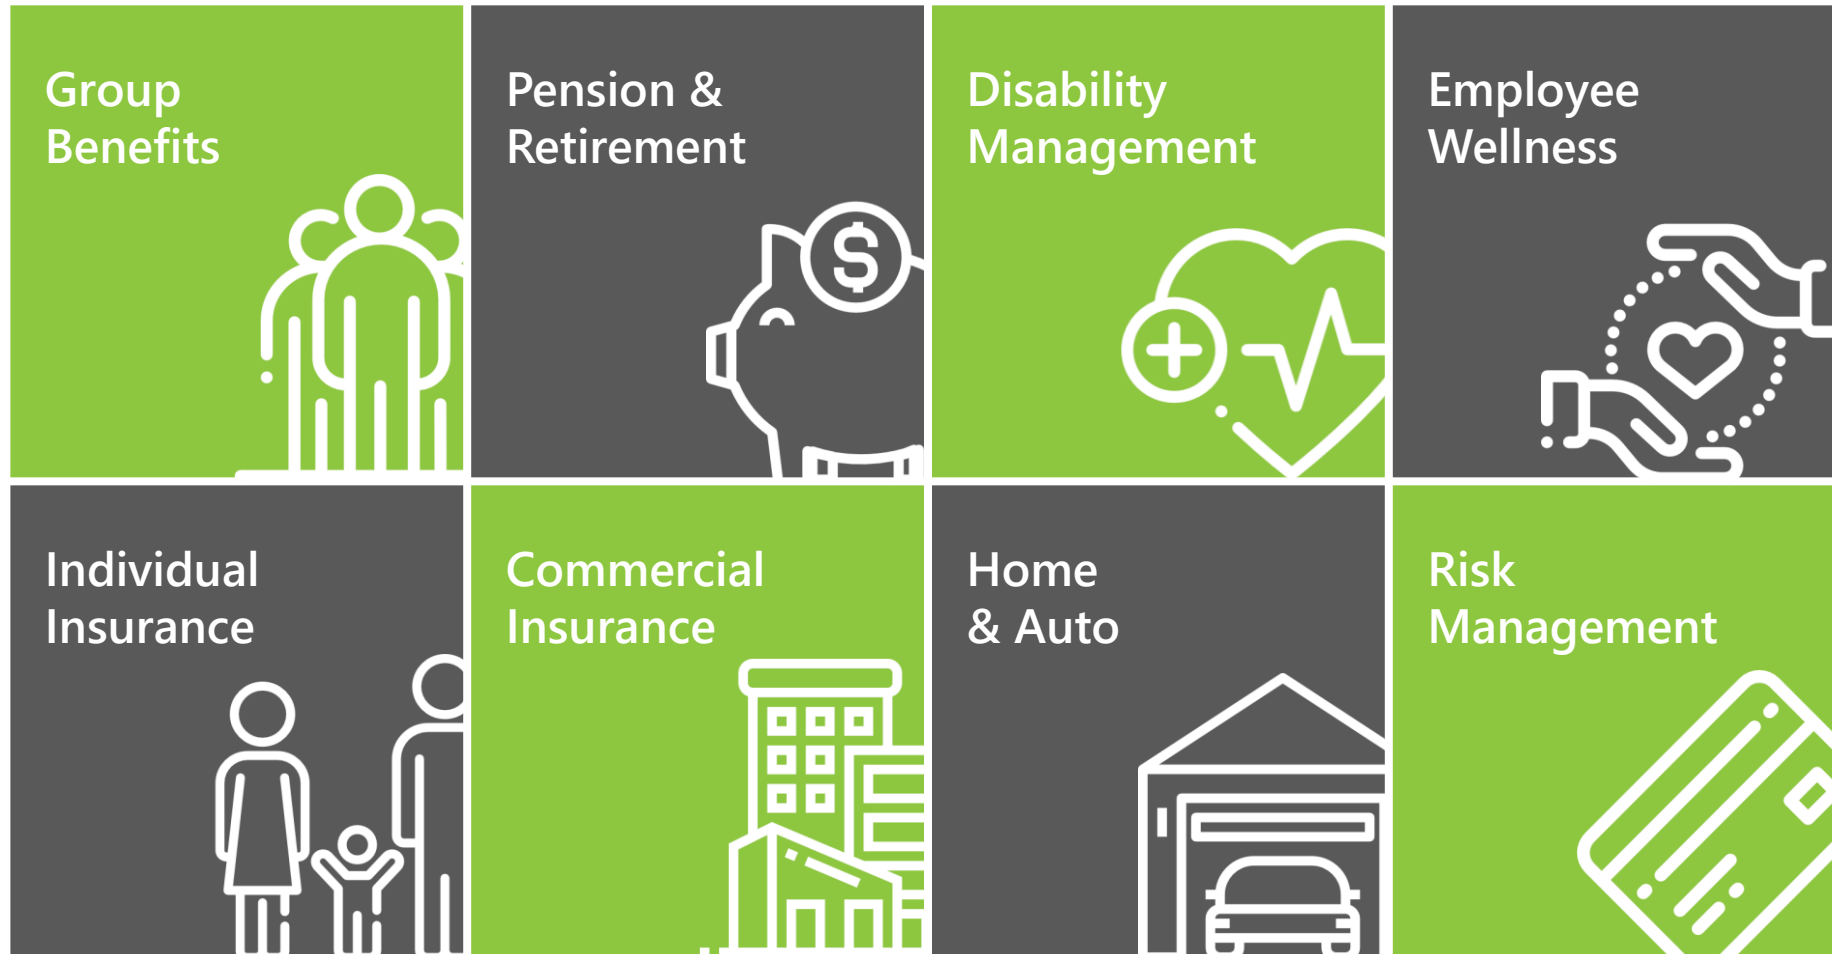 Group
Benefits
Pension &
Retirement
Disability
Management
Employee
Wellness
$
Individual
Insurance
Commercial
Insurance
Home
& Auto
Risk
Management